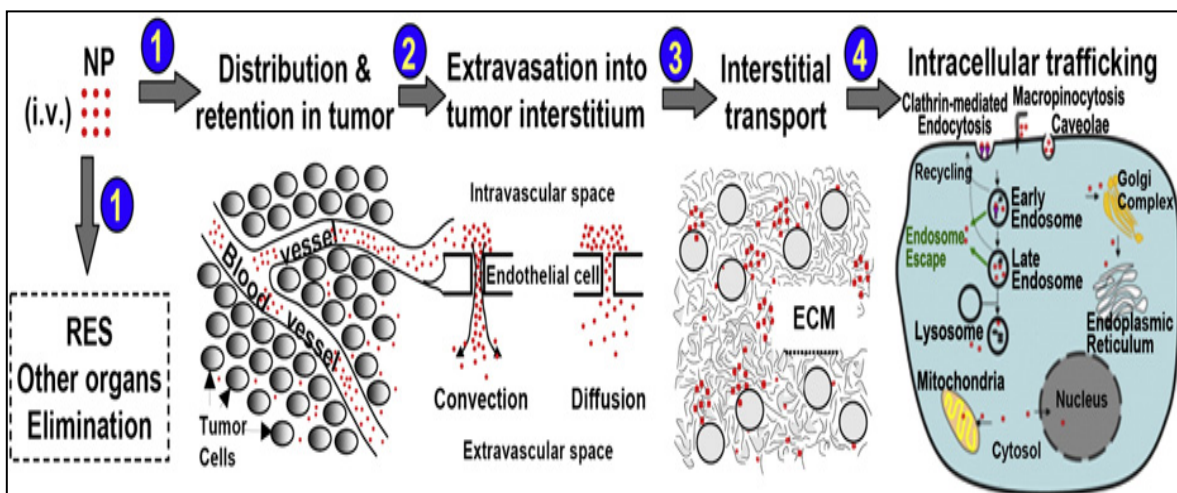 NP
(i.v.)
1
1
RES
Other organs
Elimination
Distribution &
retention in tumor
Blood vessel
vessel
Tumor
Cells
2
Extravasation into
tumor interstitium
Intravascular space
Endothelial cell
Convection
Diffusion
Extravascular space
3
Interstitial
transport
ECM
4
Intracellular trafficking
Clathrin-mediated
Endocytosis
Macropinocytosis
Caveolae
Recycling
Early
Endosome
Endosome
Escape
Late
Endosome
Lysosome
Golgi
Complex
Endoplasmic
Reticulum
Mitochondria
Nucleus
Cytosol